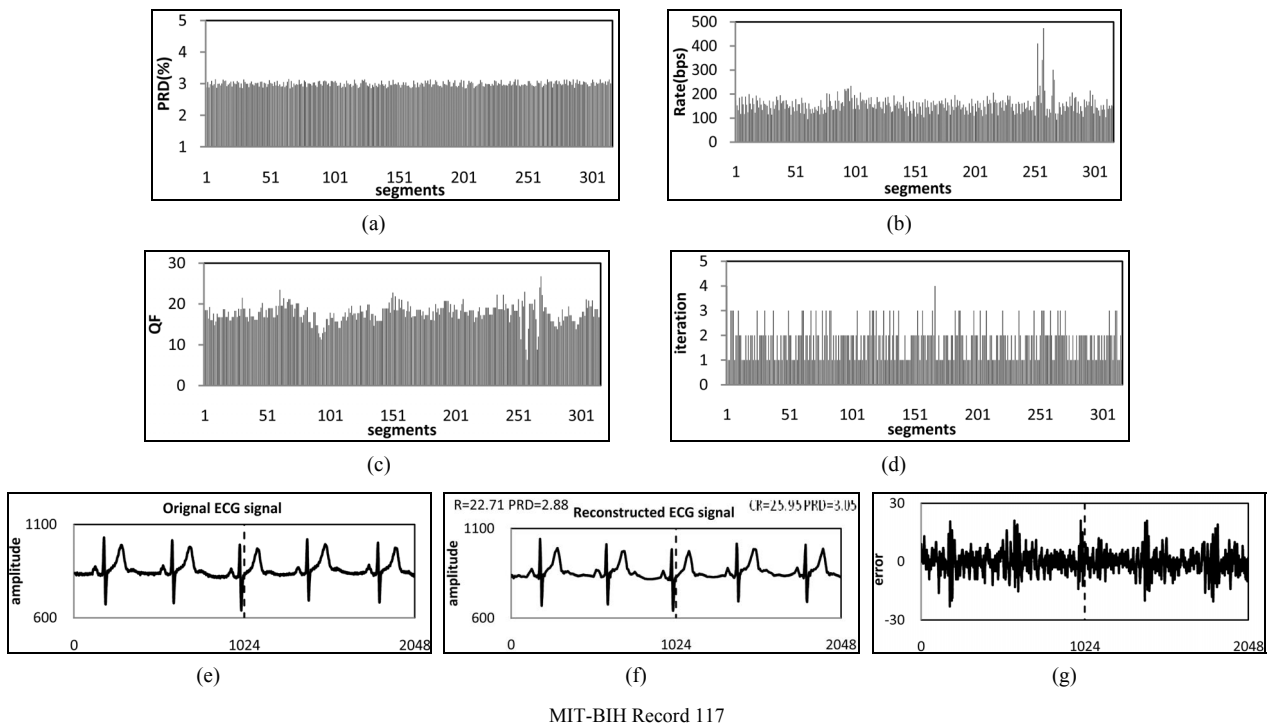 5
4
3
2
1
PRD(%)
1 51 101 151 201 251 301
segments
(a)
500
400
300
200
100
0
Rate(bps)
1 51 101 151 201 251 301
segments
(b)
30
20
10
0
QF
1 51 101 151 201 251 301
segments
(c)
5
4
3
2
1
0
iteration
1 51 101 151 201 251 301
segments
(d)
Orignal ECG signal
1100
amplitude
600
0 1024 2048
(e)
R=22.71 PRD=2.88 CR=25.95 PRD=3.05
Reconstructed ECG signal
1100
amplitude
600
0 1024 2048
(f)
30
0
error
-30
0 1024 2048
(g)
MIT-BIH Record 117